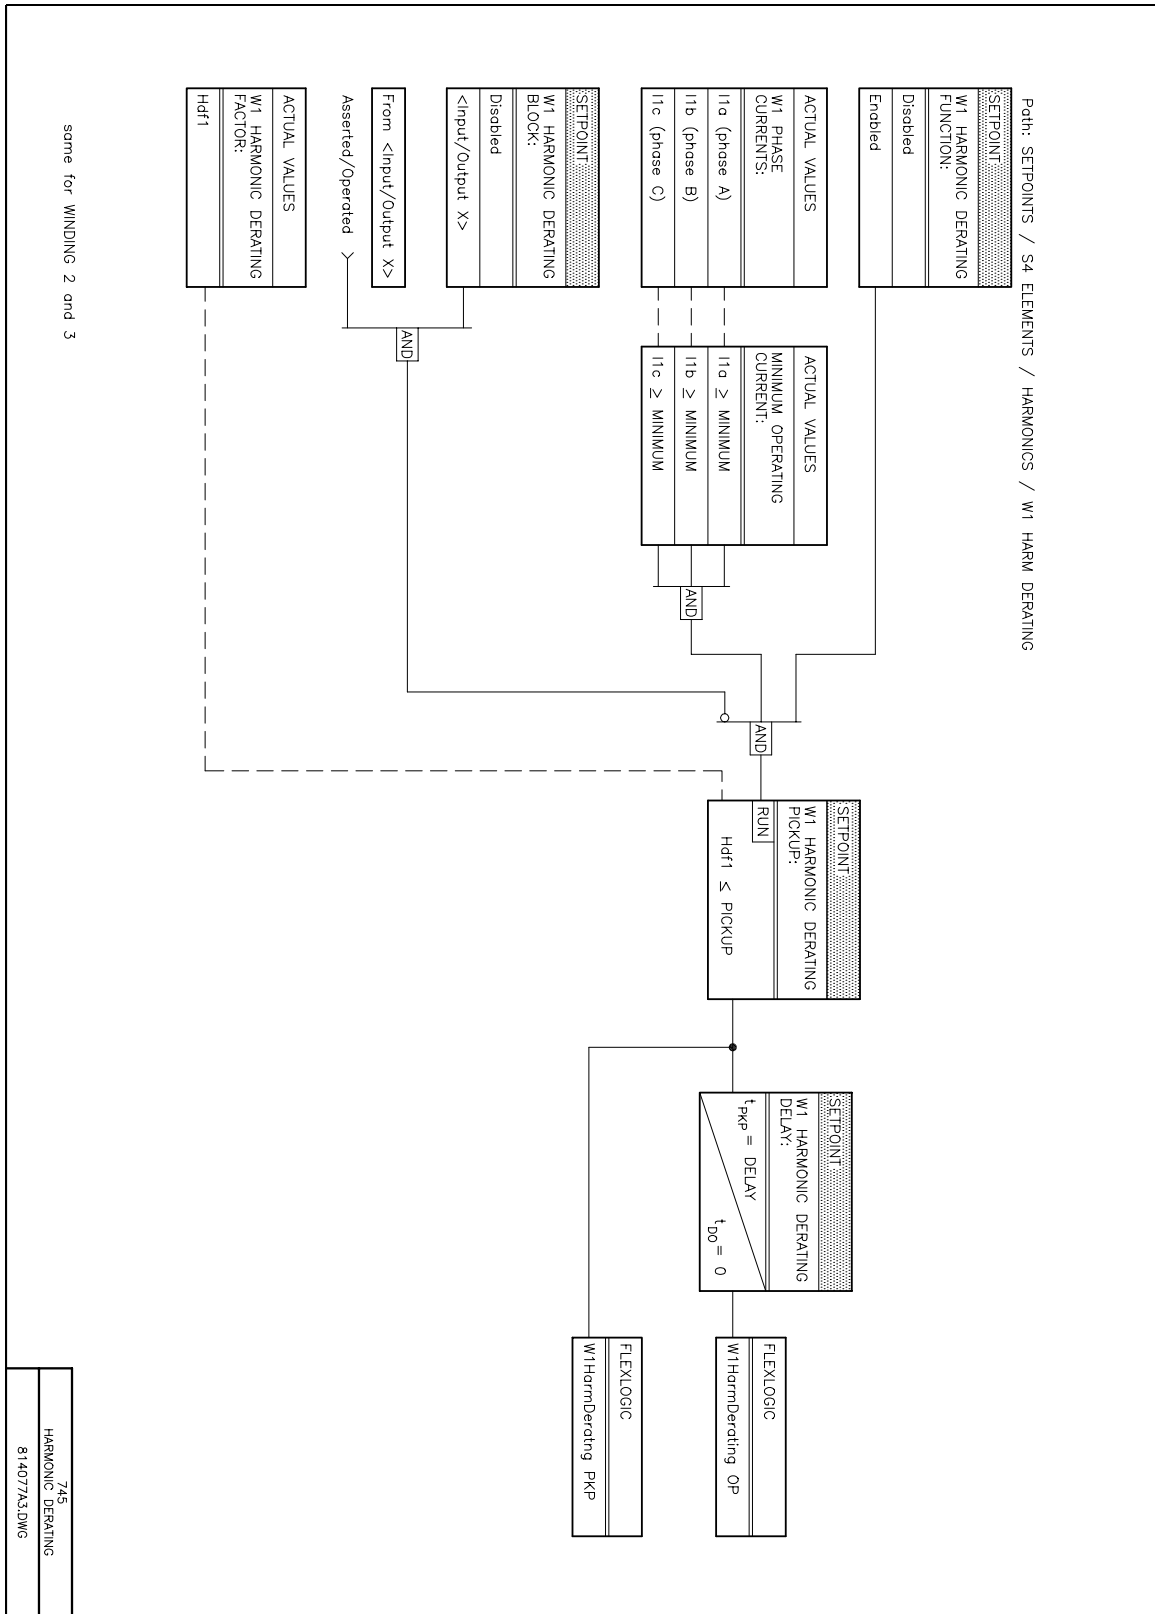 Path: SETPOINTS / S4 ELEMENTS / HARMONICS / W1 HARM DERATING
SETPOINT
W1 HARMONIC DERATING
FUNCTION:
Disabled
Enabled
ACTUAL VALUES
W1 PHASE
CURRENTS:
I1a (phase A)
I1b (phase B)
I1c (phase C)
ACTUAL VALUES
MINIMUM OPERATING
CURRENT:
I1a ≥ MINIMUM
I1b ≥ MINIMUM
I1c ≥ MINIMUM
AND
SETPOINT
W1 HARMONIC DERATING
BLOCK:
Disabled
<Input/Output X>
From <Input/Output X>
Asserted/Operated
AND
ACTUAL VALUES
W1 HARMONIC DERATING
FACTOR:
Hdf1
AND
SETPOINT
W1 HARMONIC DERATING
PICKUP:
RUN
Hdf1 ≤ PICKUP
SETPOINT
W1 HARMONIC DERATING
DELAY:
tPKP = DELAY
tDO = 0
FLEXLOGIC
W1HarmDerating OP
FLEXLOGIC
W1HarmDeratng PKP
same for WINDING 2 and 3
745
HARMONIC DERATING
814077A3.DWG